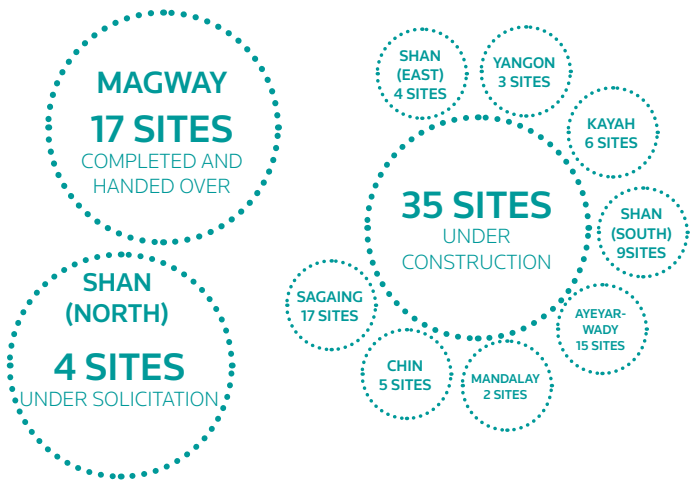 MAGWAY
17 SITES
COMPLETED AND
HANDED OVER
SHAN
(NORTH)
4 SITES
UNDER SOLICITATION
35 SITES
UNDER
CONSTRUCTION
SHAN
(EAST)
4 SITES
YANGON
3 SITES
KAYAH
6 SITES
SHAN
(SOUTH)
9SITES
AYEYAR-
WADY
15 SITES
MANDALAY
2 SITES
CHIN
5 SITES
SAGAING
17 SITES